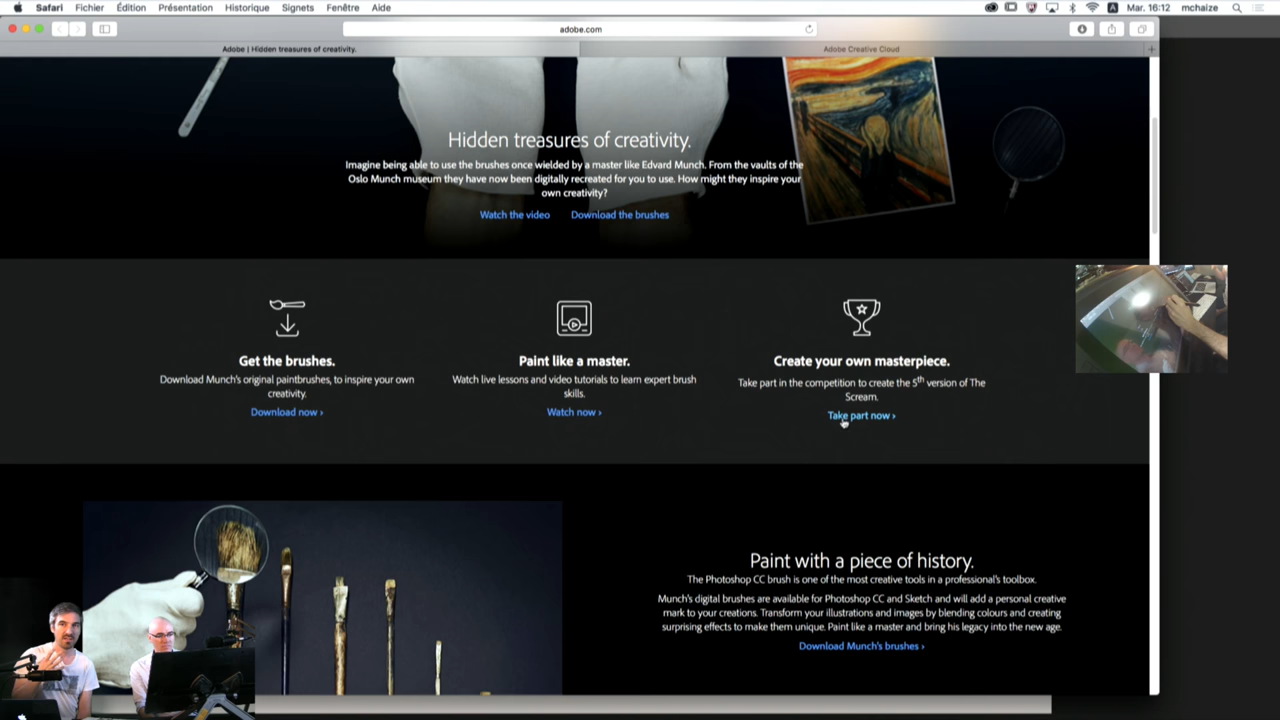 Safari Fichier Édition Présentation Historique Signets Fenêtre Aide
Mar. 16:12 mchaize
adobe.com
Adobe | Hidden treasures of creativity.
Adobe Creative Cloud
Hidden treasures of creativity.
Imagine being able to use the brushes once wielded by a master like Edvard Munch. From the vaults of the
Oslo Munch museum they have now been digitally recreated for you to use. How might they inspire your
own creativity?
Watch the video Download the brushes
Get the brushes.
Download Munch's original paintbrushes, to inspire your own
creativity.
Download now ›
Paint like a master.
Watch live lessons and video tutorials to learn expert brush
skills.
Watch now ›
Create your own masterpiece.
Take part in the competition to create the 5th version of The
Scream.
Take part now ›
Paint with a piece of history.
The Photoshop CC brush is one of the most creative tools in a professional's toolbox.
Munch's digital brushes are available for Photoshop CC and Sketch and will add a personal creative
mark to your creations. Transform your illustrations and images by blending colours and creating
surprising effects to make them unique. Paint like a master and bring his legacy into the new age.
Download Munch's brushes ›